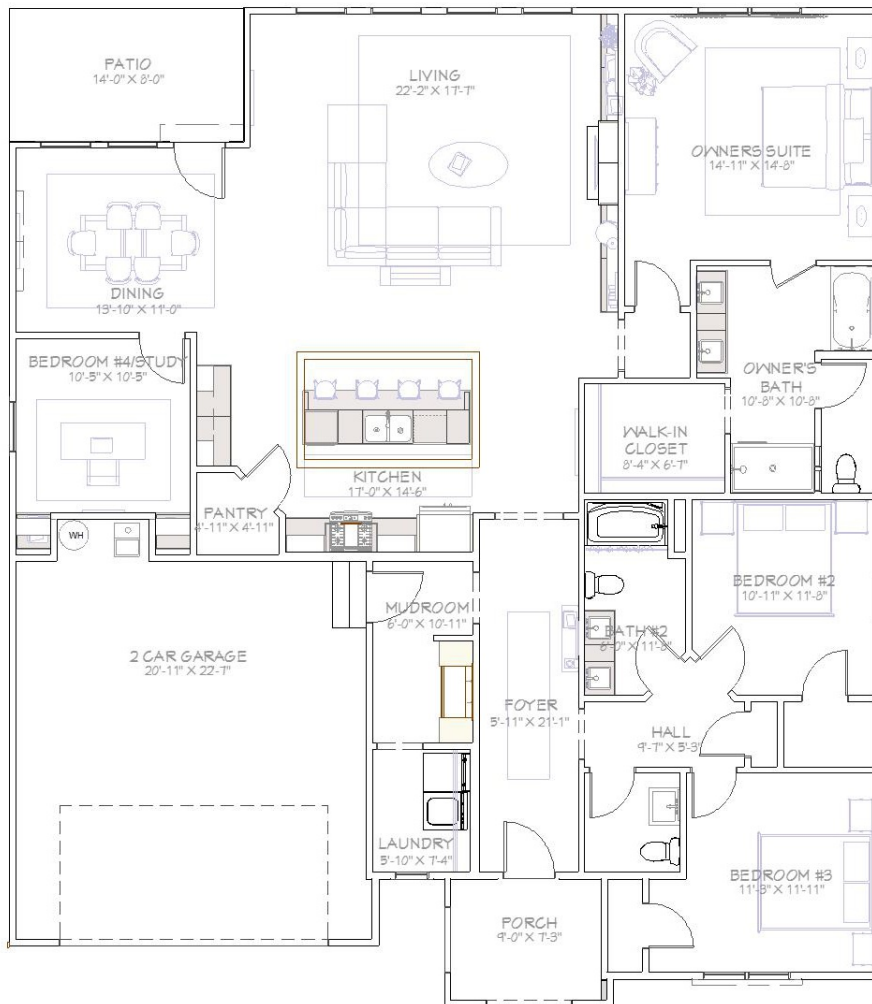 PATIO
14'-0" X 8'-0"
LIVING
22'-2" X 17'-7"
OWNERS SUITE
14'-11" X 14'-8"
DINING
13'-10" X 11'-0"
BEDROOM #4/STUDY
10'-5" X 10'-5"
OWNER'S
BATH
10'-8" X 10'-8"
WALK-IN
CLOSET
8'-4" X 6'-7"
KITCHEN
17'-0" X 14'-6"
PANTRY
4'-11" X 4'-11"
WH
MUDROOM
6'-0" X 10'-11"
BEDROOM #2
10'-11" X 11'-8"
BATH #2
2 CAR GARAGE
20'-11" X 22'-7"
FOYER
5'-11" X 21'-1"
HALL
9'-7" X 5'-3"
LAUNDRY
5'-10" X 7'-4"
BEDROOM #3
11'-3" X 11'-11"
PORCH
9'-0" X 7'-3"